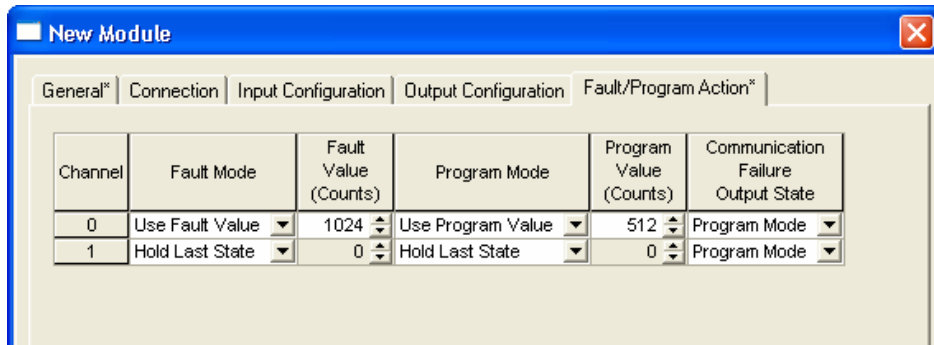 New Module
General* Connection Input Configuration Output Configuration Fault/Program Action*
Channel Fault Mode Fault Value (Counts) Program Mode Program Value (Counts) Communication Failure Output State
0 Use Fault Value 1024 Use Program Value 512 Program Mode
1 Hold Last State 0 Hold Last State 0 Program Mode